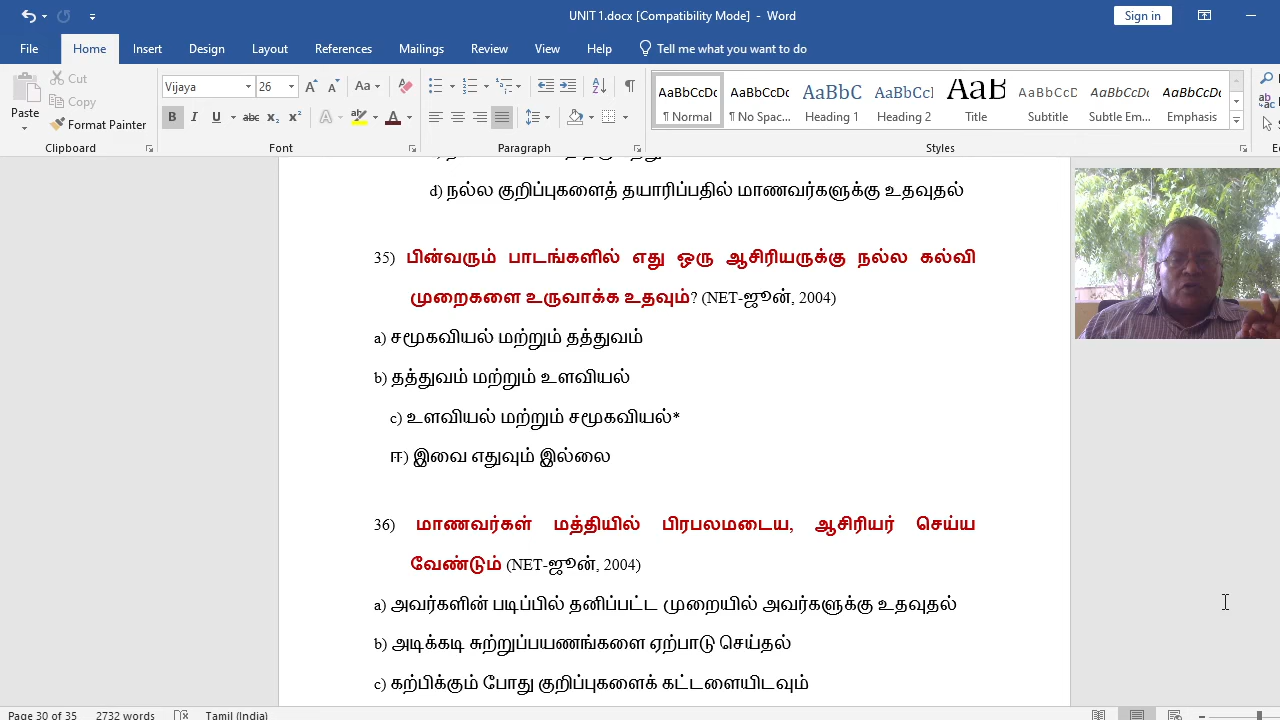 UNIT 1.docx [Compatibility Mode] - Word
Sign in
File Home Insert Design Layout References Mailings Review View Help Tell me what you want to do
Cut
Copy
Paste
Format Painter
Vijaya 26
Clipboard Font Paragraph Styles
AaBbCcDc AaBbCcDc AaBbC AaBbCcI AaB AaBbCcD AaBbCcDt AaBbCcDt
¶ Normal ¶ No Spac... Heading 1 Heading 2 Title Subtitle Subtle Em... Emphasis
d) நல்ல குறிப்புகளைத் தயாரிப்பதில் மாணவர்களுக்கு உதவுதல்
35) பின்வரும் பாடங்களில் எது ஒரு ஆசிரியருக்கு நல்ல கல்வி
முறைகளை உருவாக்க உதவும்? (NET-ஜூன், 2004)
a) சமூகவியல் மற்றும் தத்துவம்
b) தத்துவம் மற்றும் உளவியல்
c) உளவியல் மற்றும் சமூகவியல்*
ஈ) இவை எதுவும் இல்லை
36) மாணவர்கள் மத்தியில் பிரபலமடைய, ஆசிரியர் செய்ய
வேண்டும் (NET-ஜூன், 2004)
a) அவர்களின் படிப்பில் தனிப்பட்ட முறையில் அவர்களுக்கு உதவுதல்
b) அடிக்கடி சுற்றுப்பயணங்களை ஏற்பாடு செய்தல்
c) கற்பிக்கும் போது குறிப்புகளைக் கட்டளையிடவும்
Page 30 of 35 2732 words Tamil (India)